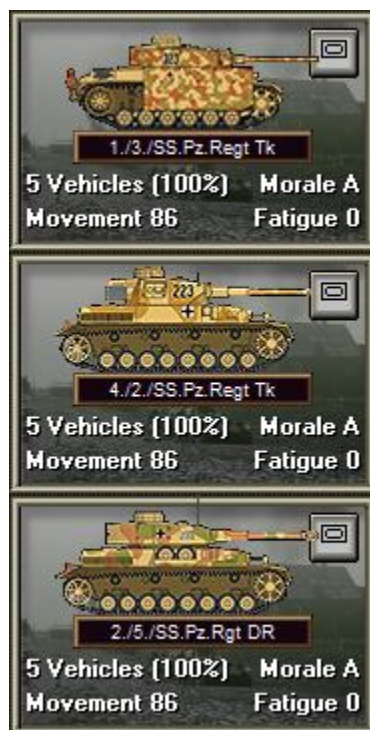 1./3./SS.Pz.Regt Tk
5 Vehicles (100%) Morale A
Movement 86 Fatigue 0
223
4./2./SS.Pz.Regt Tk
5 Vehicles (100%) Morale A
Movement 86 Fatigue 0
2./5./SS.Pz.Rgt DR
5 Vehicles (100%) Morale A
Movement 86 Fatigue 0